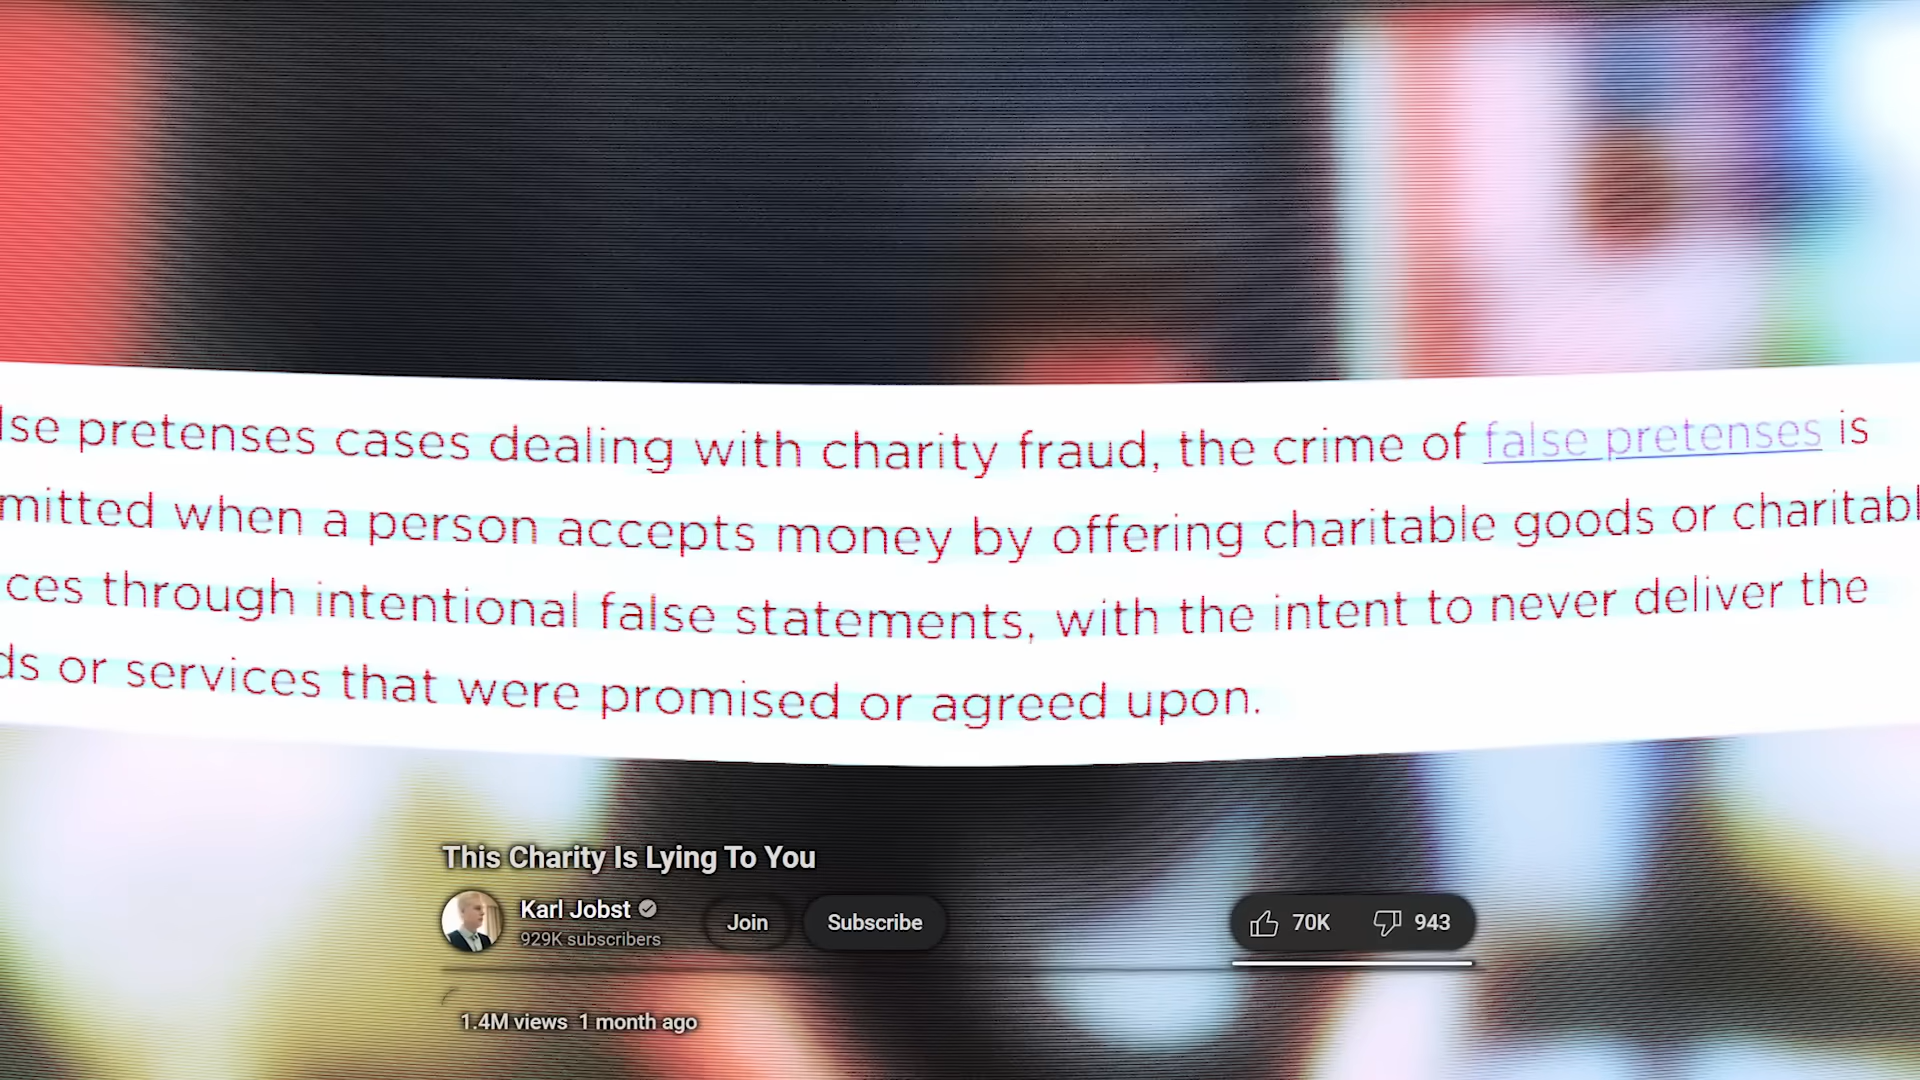 lse pretenses cases dealing with charity fraud, the crime of false pretenses is
mitted when a person accepts money by offering charitable goods or charitabl
ces through intentional false statements, with the intent to never deliver the
ds or services that were promised or agreed upon.
This Charity Is Lying To You
Karl Jobst
929K subscribers
Join
Subscribe
70K
943
1.4M views 1 month ago